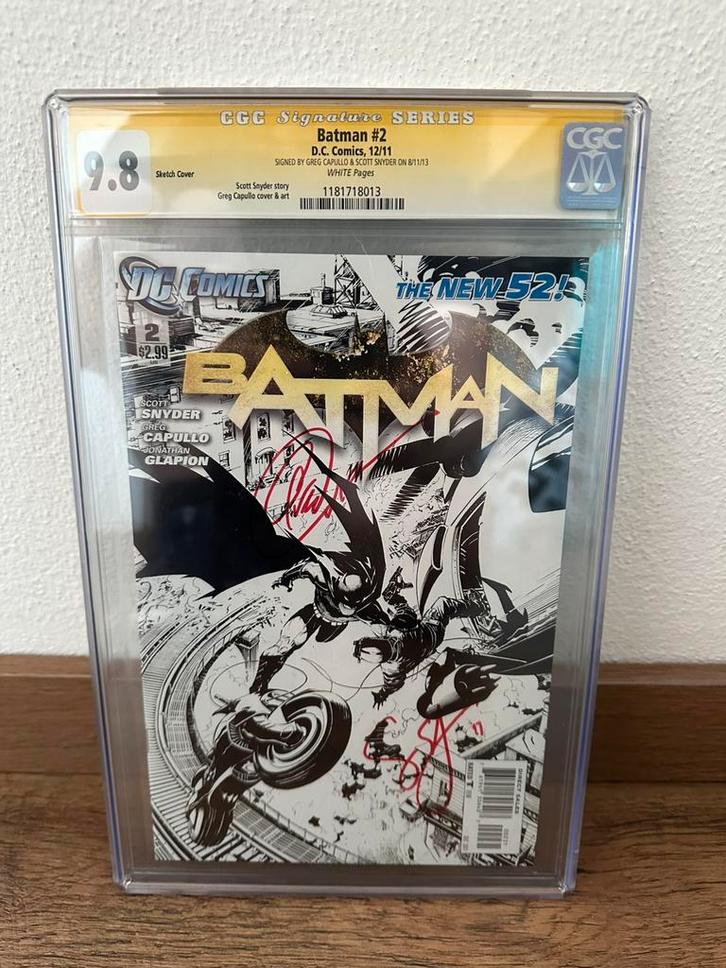 CGC Signature SERIES
Batman #2
D.C. Comics, 12/11
SIGNED BY GREG CAPULLO & SCOTT SNYDER ON 8/11/13
WHITE Pages
9.8
Sketch Cover
Scott Snyder story
Greg Capullo cover & art
1181718013
CGC
DC COMICS
THE NEW 52!
2
$2.99
BATMAN
SCOTT
SNYDER
GREG
CAPULLO
JONATHAN
GLAPION
DIRECT SALES